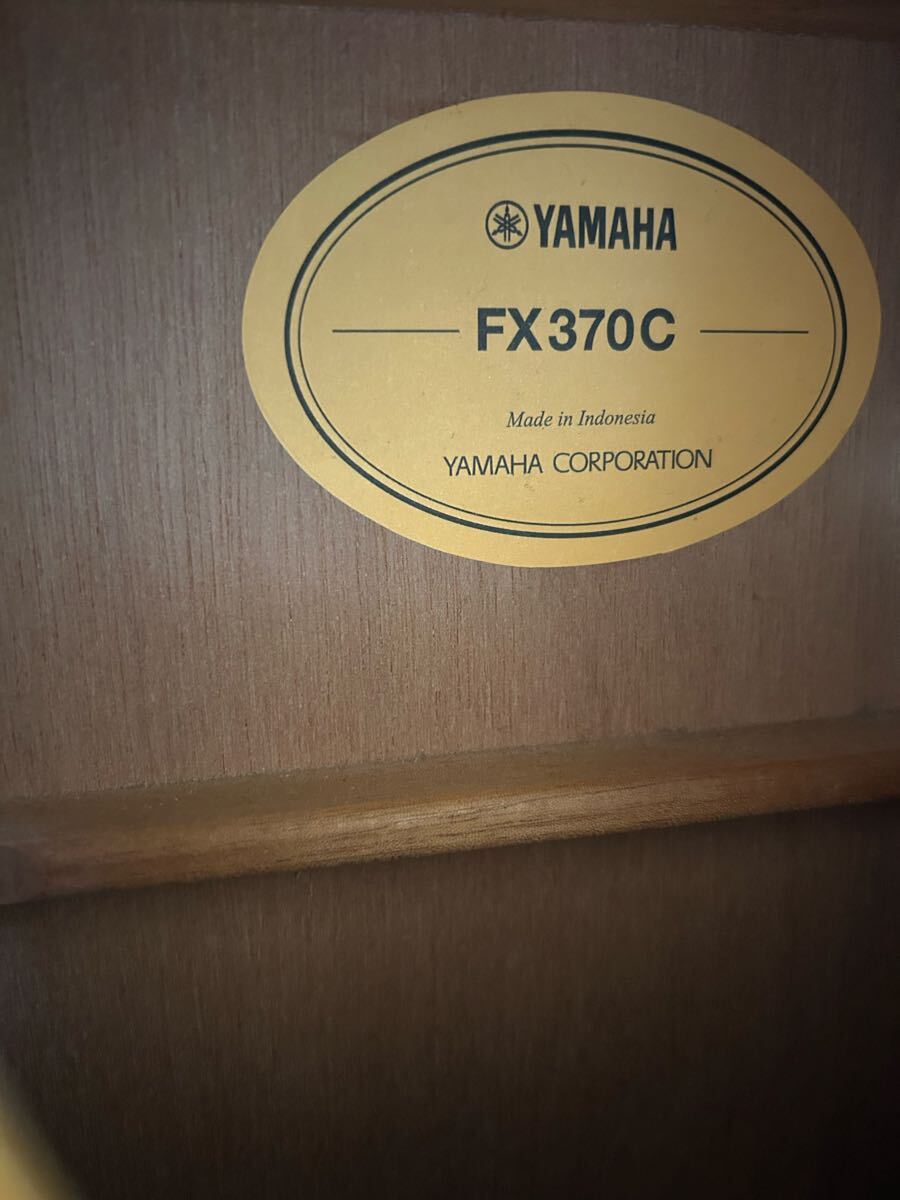 YAMAHA
FX370C
Made in Indonesia
YAMAHA CORPORATION